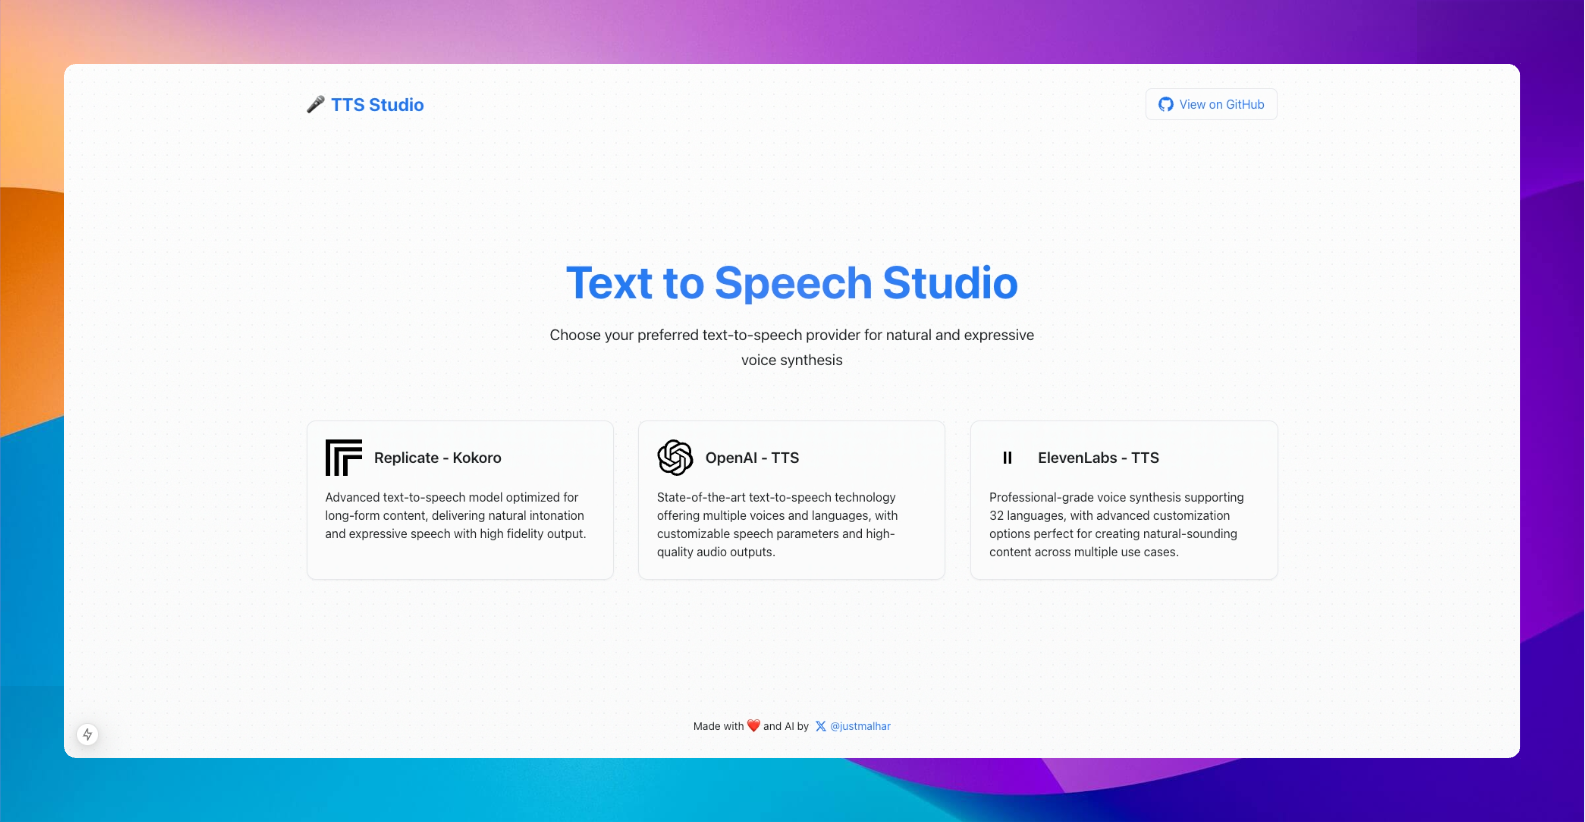 🎤 TTS Studio
View on GitHub
Text to Speech Studio
Choose your preferred text-to-speech provider for natural and expressive
voice synthesis
Replicate - Kokoro
Advanced text-to-speech model optimized for
long-form content, delivering natural intonation
and expressive speech with high fidelity output.
OpenAI - TTS
State-of-the-art text-to-speech technology
offering multiple voices and languages, with
customizable speech parameters and high-
quality audio outputs.
ElevenLabs - TTS
Professional-grade voice synthesis supporting
32 languages, with advanced customization
options perfect for creating natural-sounding
content across multiple use cases.
Made with ❤️ and AI by 𝕏 @justmalhar